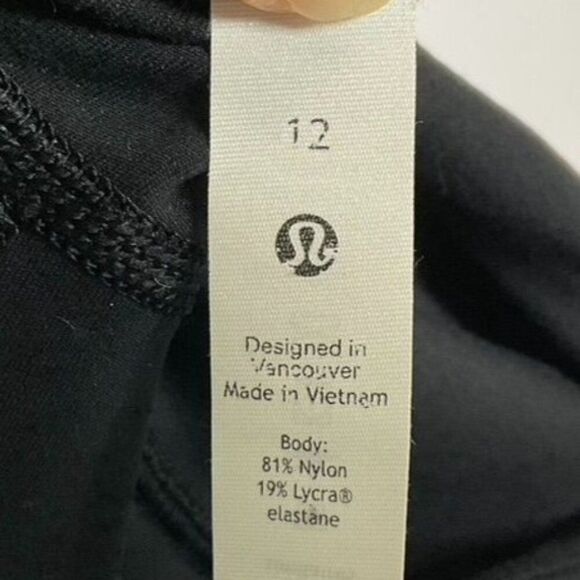 12
Designed in
Vancouver
Made in Vietnam
Body:
81% Nylon
19% Lycra®
elastane